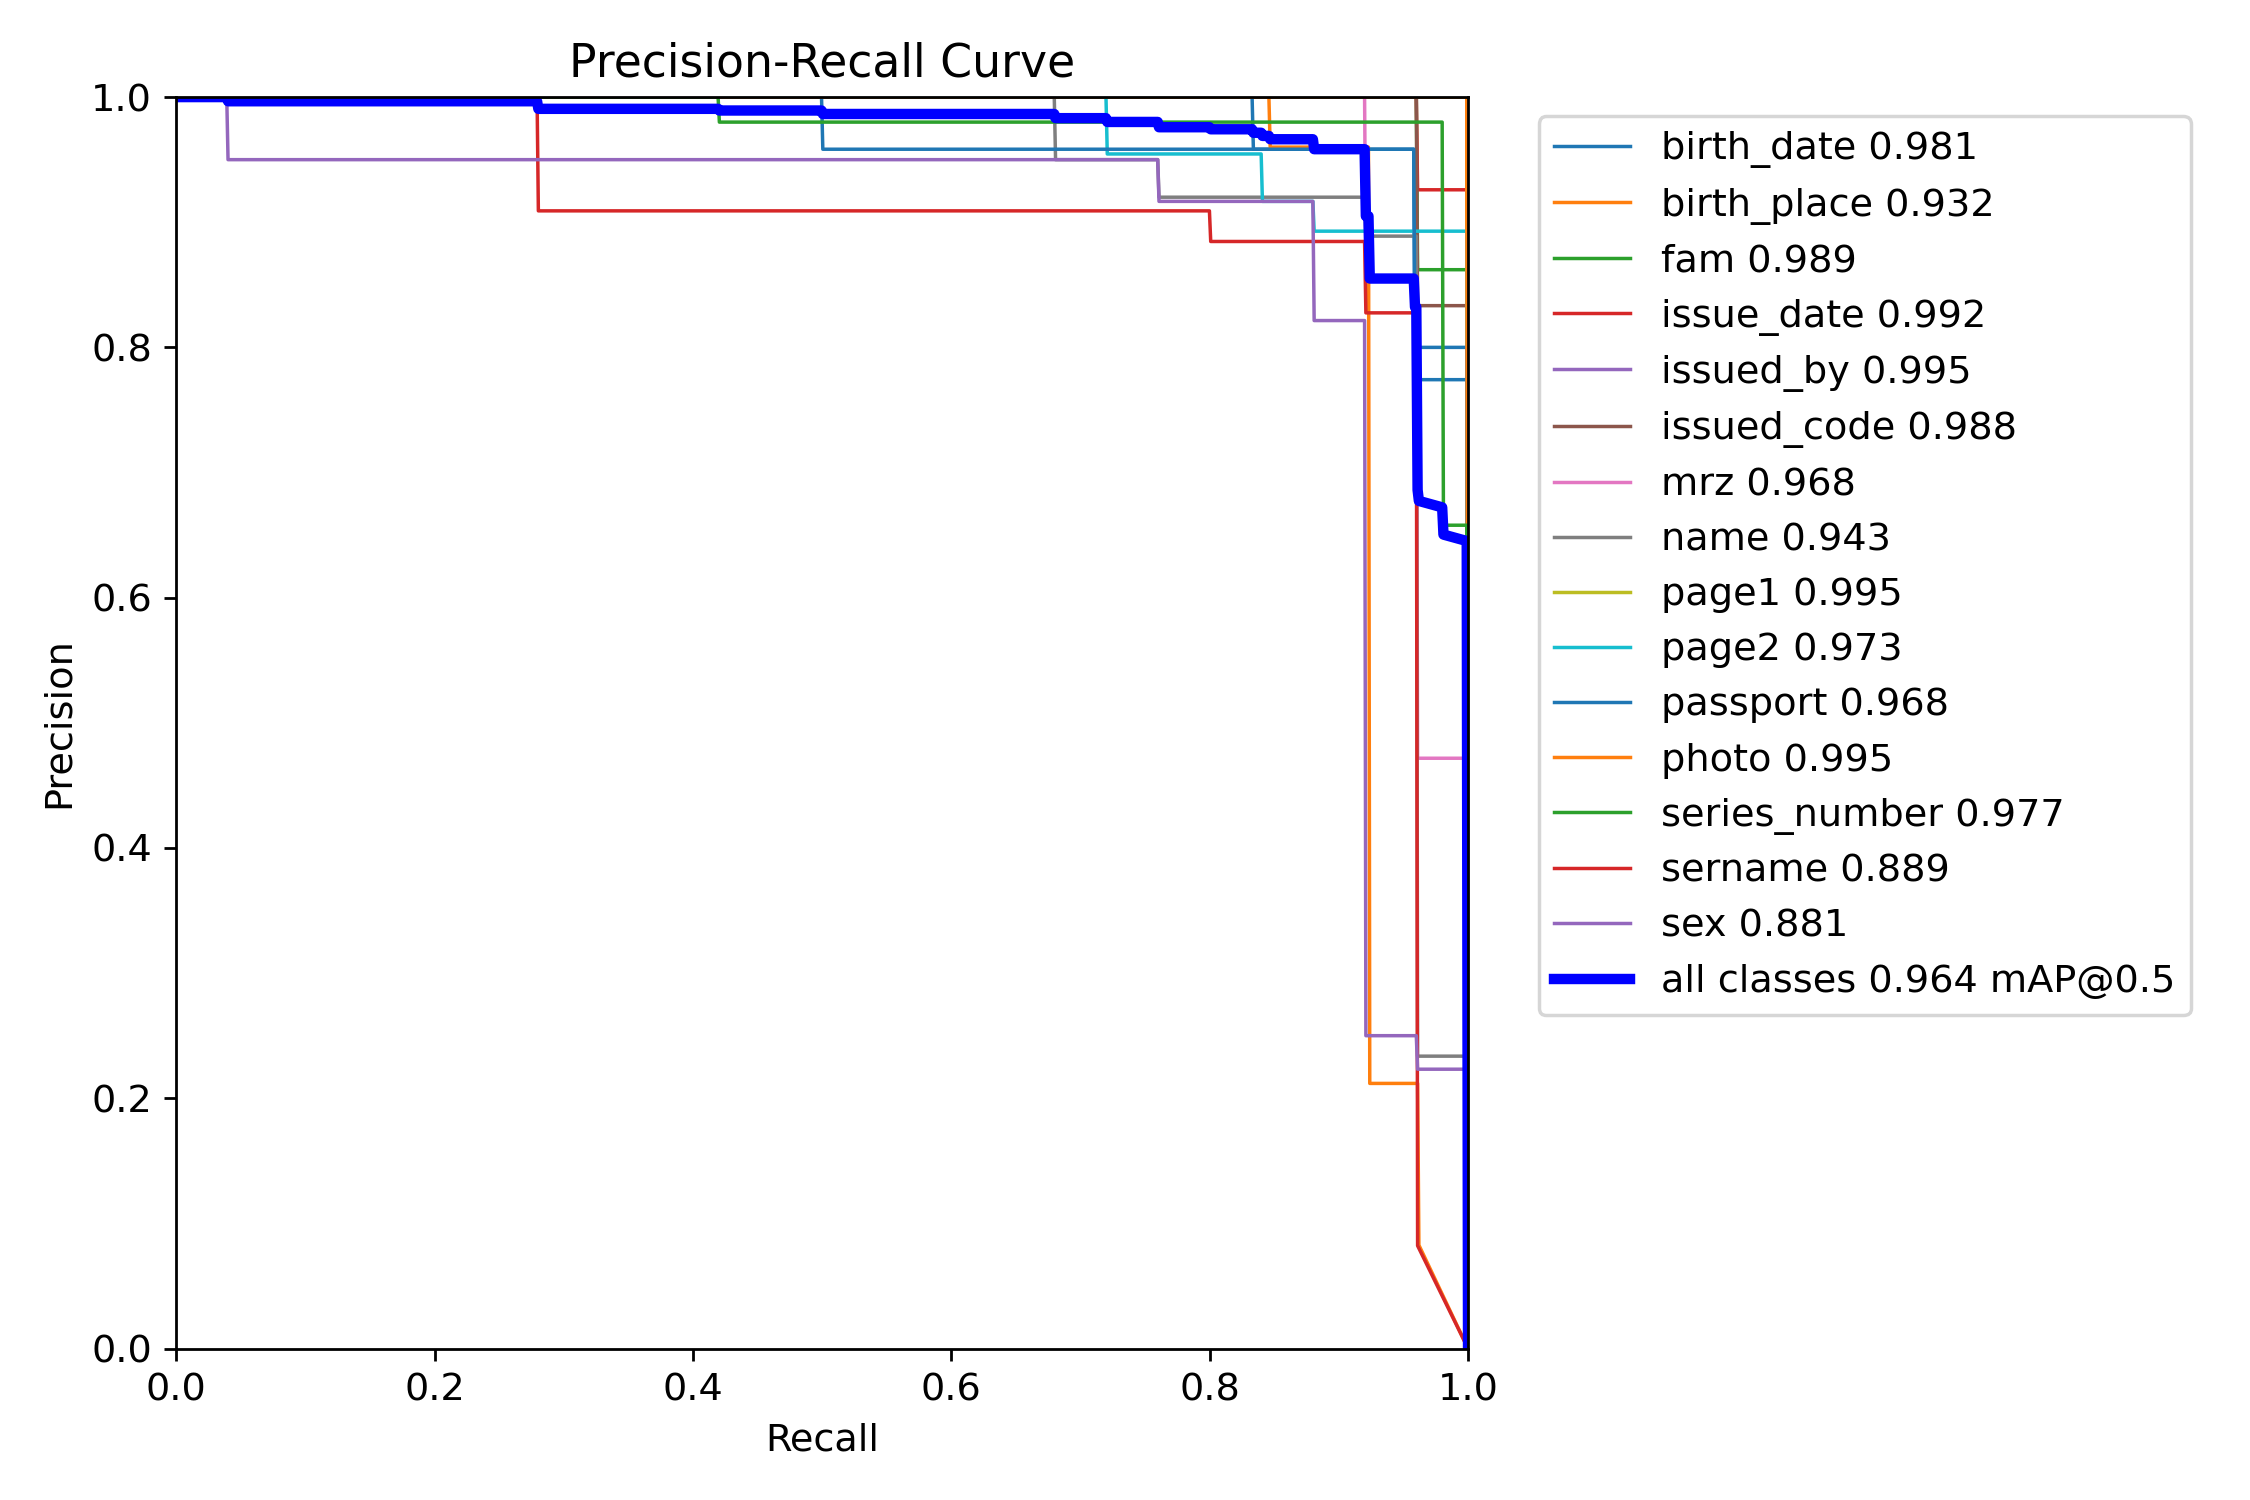 Precision-Recall Curve
1.0
0.8
0.6
0.4
0.2
0.0
Precision
0.0 0.2 0.4 0.6 0.8 1.0
Recall
birth_date 0.981
birth_place 0.932
fam 0.989
issue_date 0.992
issued_by 0.995
issued_code 0.988
mrz 0.968
name 0.943
page1 0.995
page2 0.973
passport 0.968
photo 0.995
series_number 0.977
sername 0.889
sex 0.881
all classes 0.964 mAP@0.5